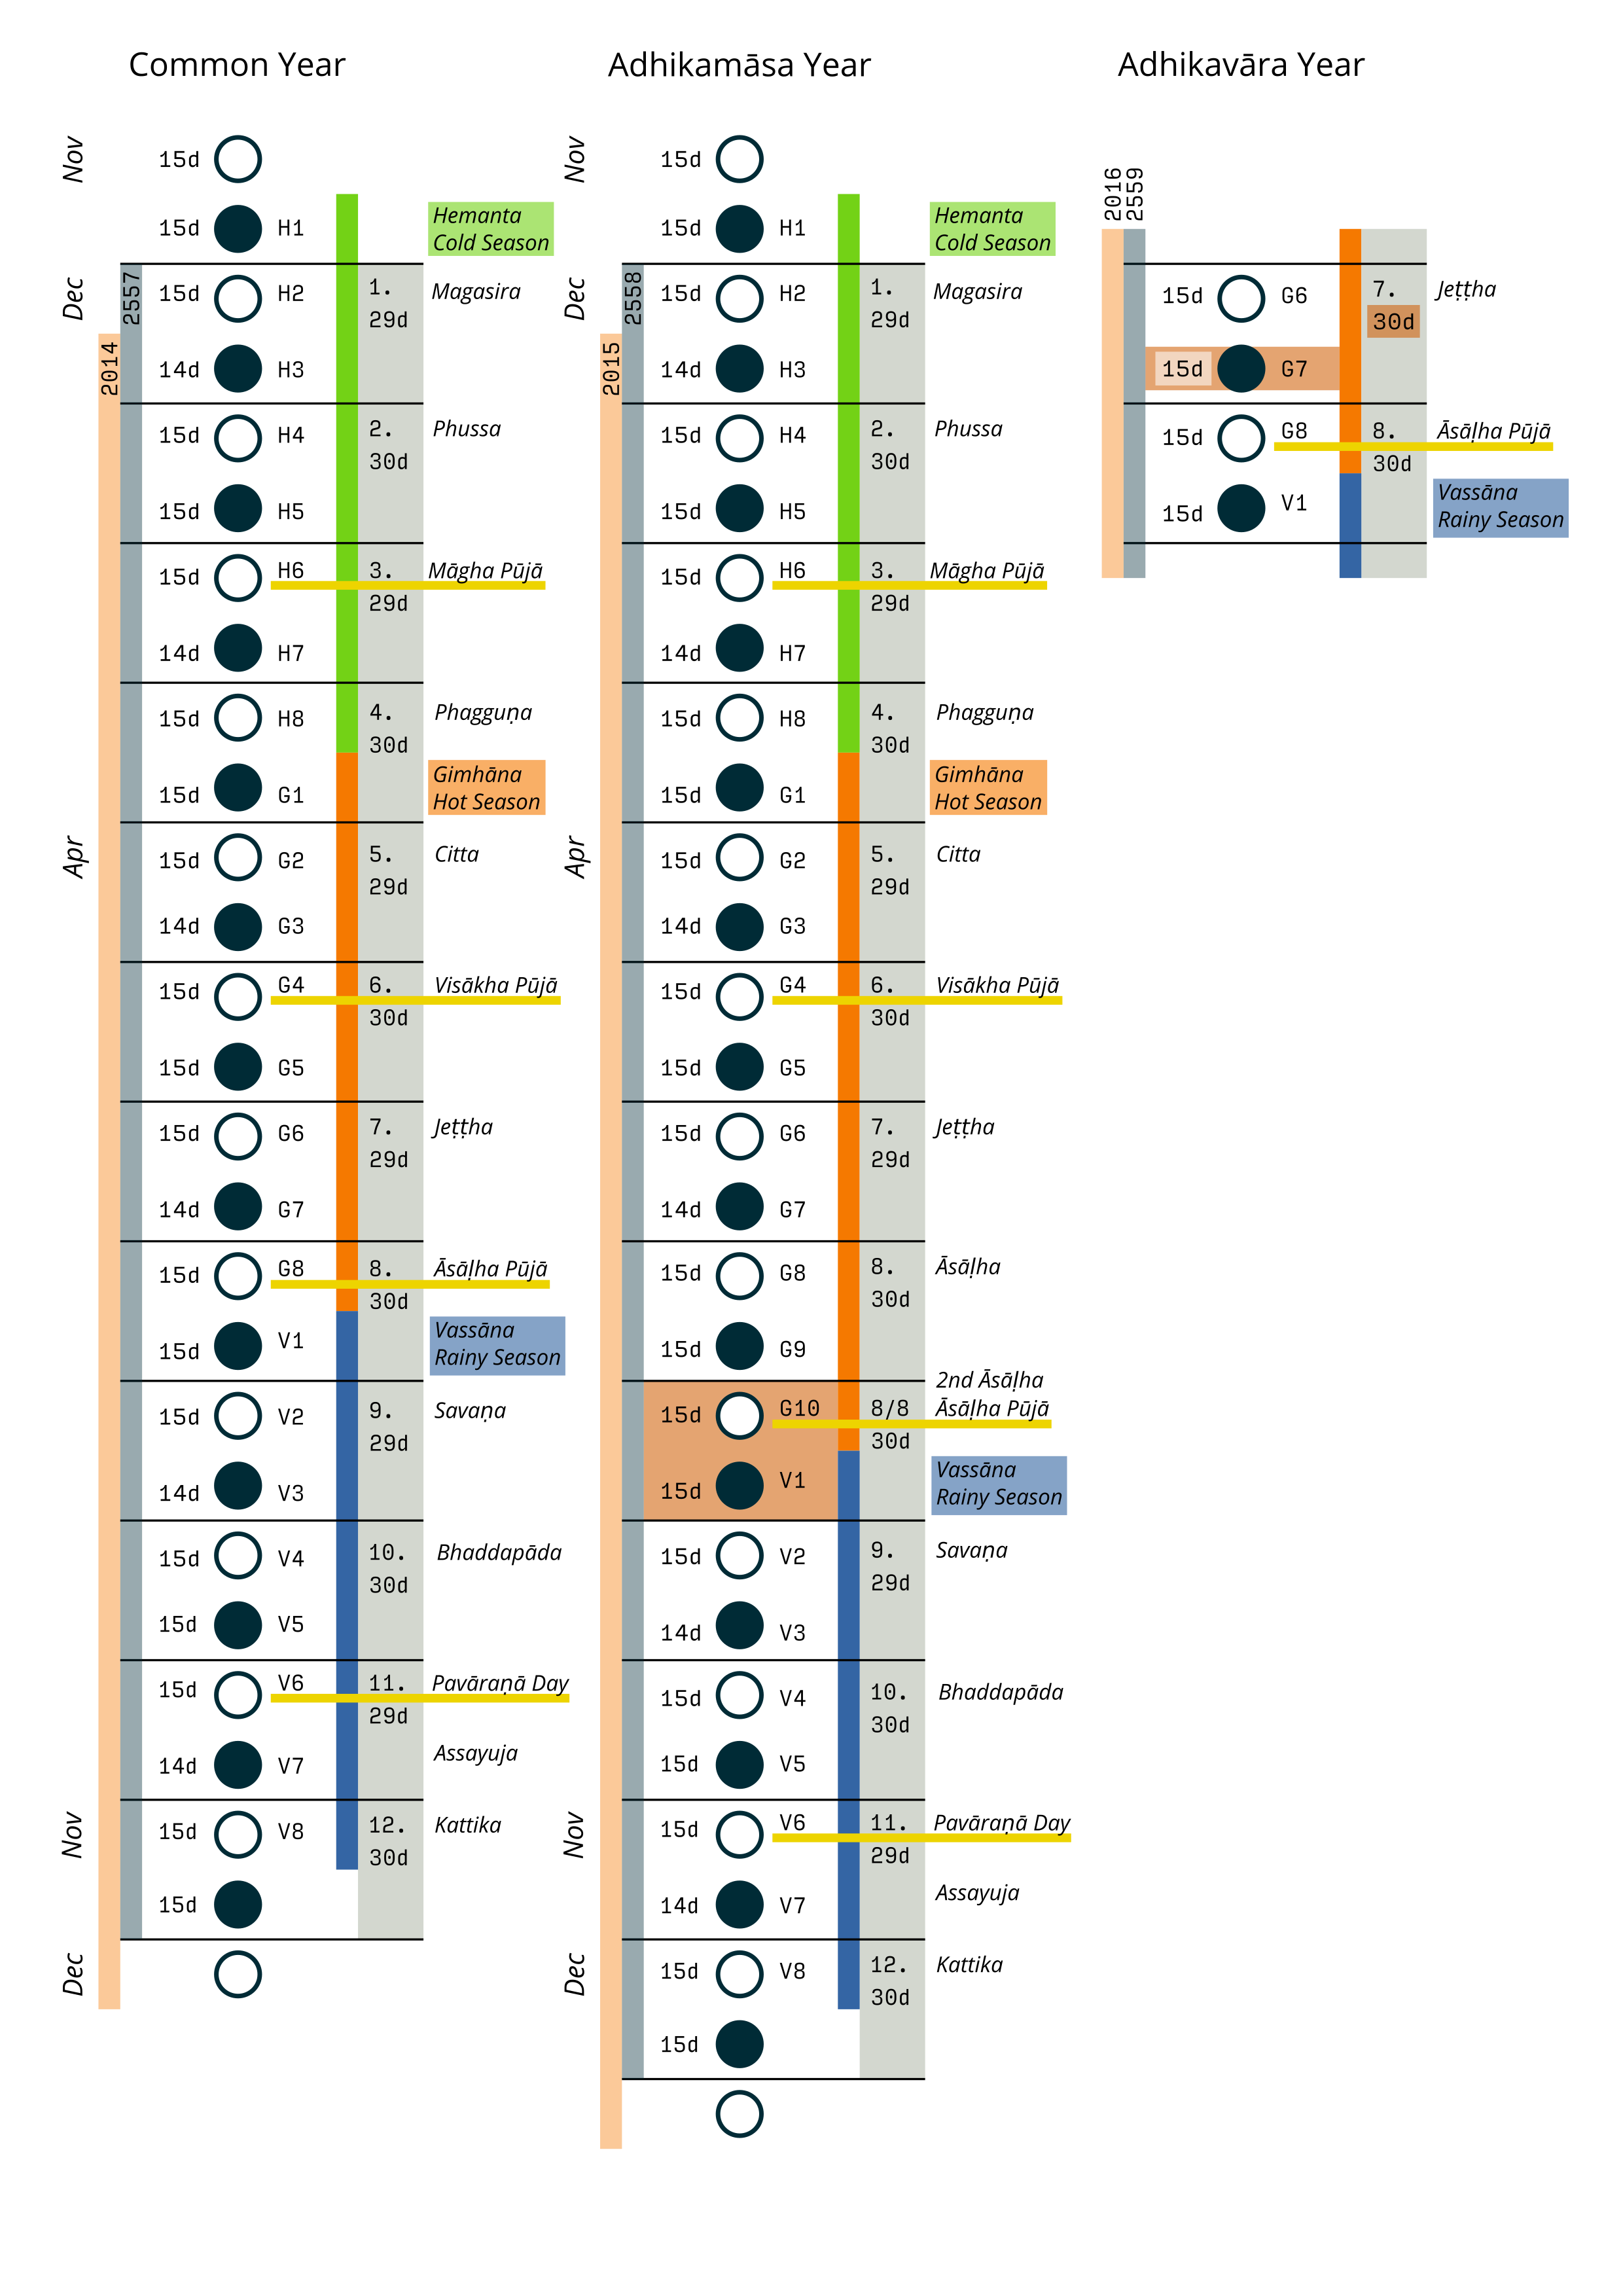 Common Year
Nov
15d
15d H1
Hemanta
Cold Season
Dec
2557
15d H2 1. Magasira
29d
2014
14d H3
15d H4 2. Phussa
30d
15d H5
15d H6 3. Māgha Pūjā
29d
14d H7
15d H8 4. Phagguṇa
30d
15d G1
Gimhāna
Hot Season
Apr
15d G2 5. Citta
29d
14d G3
15d G4 6. Visākha Pūjā
30d
15d G5
15d G6 7. Jeṭṭha
29d
14d G7
15d G8 8. Āsāḷha Pūjā
30d
15d V1
Vassāna
Rainy Season
15d V2 9. Savaṇa
29d
14d V3
15d V4 10. Bhaddapāda
30d
15d V5
15d V6 11. Pavāraṇā Day
29d
14d V7 Assayuja
Nov
15d V8 12. Kattika
30d
15d
Dec
Adhikamāsa Year
Nov
15d
15d H1
Hemanta
Cold Season
Dec
2558
15d H2 1. Magasira
29d
2015
14d H3
15d H4 2. Phussa
30d
15d H5
15d H6 3. Māgha Pūjā
29d
14d H7
15d H8 4. Phagguṇa
30d
15d G1
Gimhāna
Hot Season
Apr
15d G2 5. Citta
29d
14d G3
15d G4 6. Visākha Pūjā
30d
15d G5
15d G6 7. Jeṭṭha
29d
14d G7
15d G8 8. Āsāḷha
30d
15d G9
2nd Āsāḷha
15d G10 8/8 Āsāḷha Pūjā
30d
15d V1
Vassāna
Rainy Season
15d V2 9. Savaṇa
29d
14d V3
15d V4 10. Bhaddapāda
30d
15d V5
Nov
15d V6 11. Pavāraṇā Day
29d
14d V7 Assayuja
Dec
15d V8 12. Kattika
30d
15d
Adhikavāra Year
2016
2559
15d G6 7. Jeṭṭha
30d
15d G7
15d G8 8. Āsāḷha Pūjā
30d
15d V1
Vassāna
Rainy Season